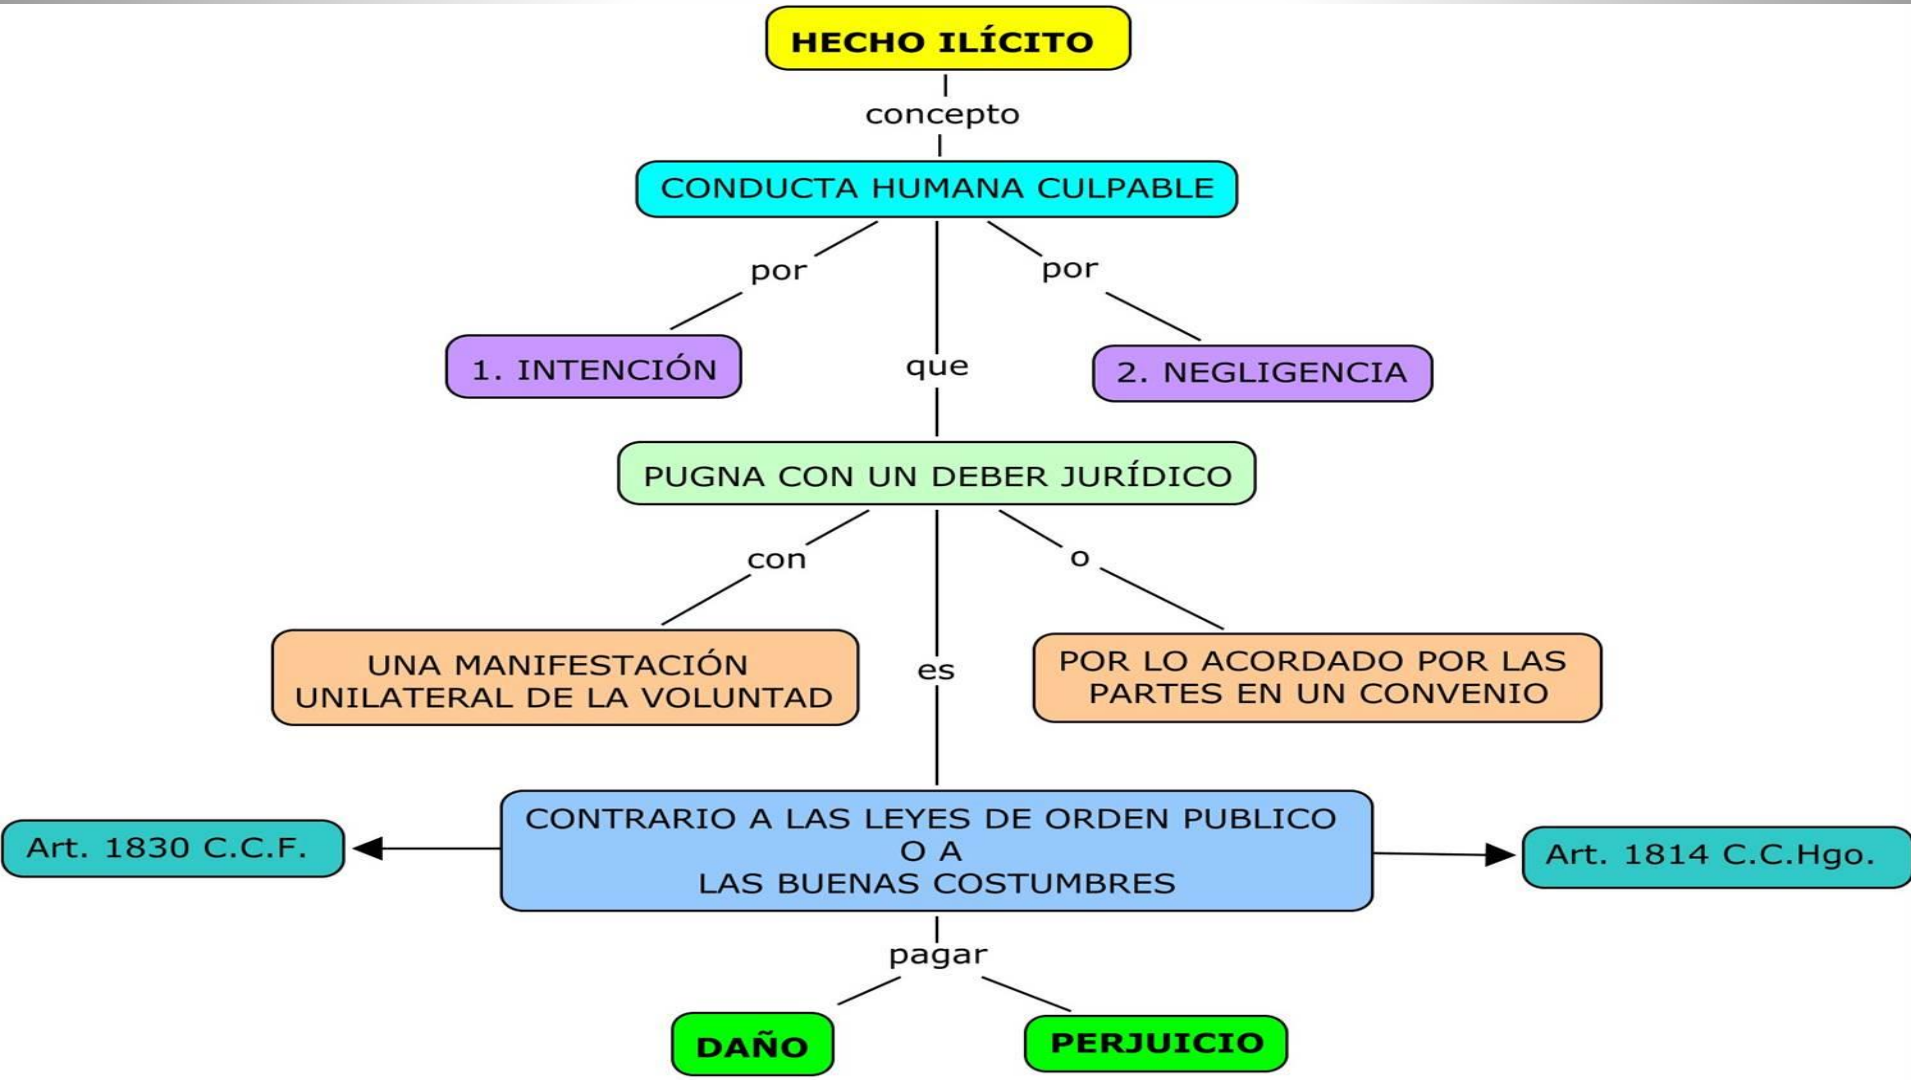 HECHO ILÍCITO
concepto
CONDUCTA HUMANA CULPABLE
por
por
1. INTENCIÓN
que
2. NEGLIGENCIA
PUGNA CON UN DEBER JURÍDICO
con
o
UNA MANIFESTACIÓN
UNILATERAL DE LA VOLUNTAD
es
POR LO ACORDADO POR LAS
PARTES EN UN CONVENIO
Art. 1830 C.C.F.
CONTRARIO A LAS LEYES DE ORDEN PUBLICO
O A
LAS BUENAS COSTUMBRES
Art. 1814 C.C.Hgo.
pagar
DAÑO
PERJUICIO